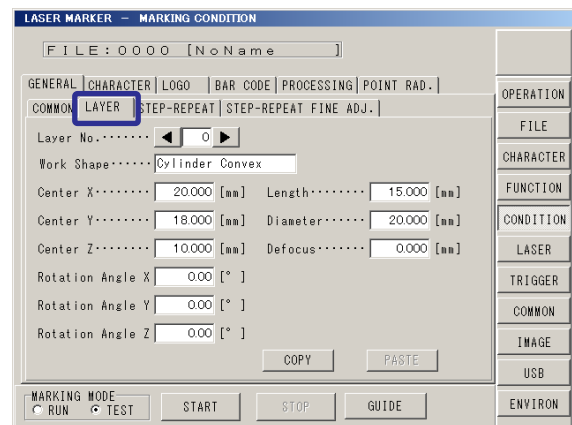 LASER MARKER － MARKING CONDITION
FILE:0000 [NoName ]
GENERAL CHARACTER LOGO BAR CODE PROCESSING POINT RAD.
COMMON LAYER STEP-REPEAT STEP-REPEAT FINE ADJ.
Layer No.······· ◀ 0 ▶
Work Shape······ Cylinder Convex
Center X········ 20.000 [mm] Length········ 15.000 [mm]
Center Y········ 18.000 [mm] Diameter······ 20.000 [mm]
Center Z········ 10.000 [mm] Defocus······· 0.000 [mm]
Rotation Angle X 0.00 [° ]
Rotation Angle Y 0.00 [° ]
Rotation Angle Z 0.00 [° ]
COPY PASTE
MARKING MODE
RUN TEST START STOP GUIDE
OPERATION
FILE
CHARACTER
FUNCTION
CONDITION
LASER
TRIGGER
COMMON
IMAGE
USB
ENVIRON